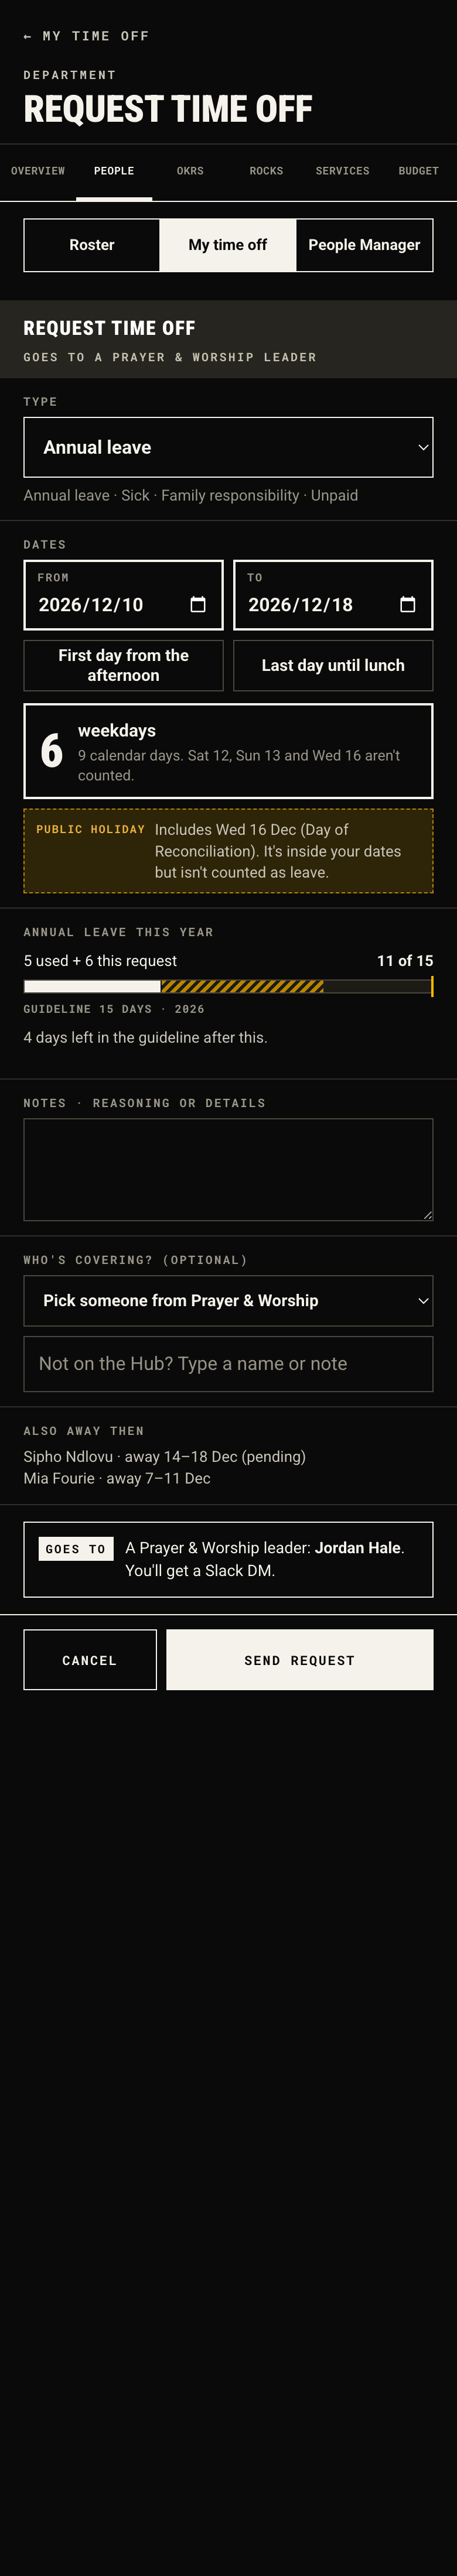 ← MY TIME OFF
DEPARTMENT
REQUEST TIME OFF
OVERVIEW PEOPLE OKRS ROCKS SERVICES BUDGET
Roster My time off People Manager
REQUEST TIME OFF
GOES TO A PRAYER & WORSHIP LEADER
TYPE
Annual leave
Annual leave · Sick · Family responsibility · Unpaid
DATES
FROM TO
2026/12/10 2026/12/18
First day from the
afternoon
Last day until lunch
6 weekdays
9 calendar days. Sat 12, Sun 13 and Wed 16 aren't
counted.
PUBLIC HOLIDAY Includes Wed 16 Dec (Day of
Reconciliation). It's inside your dates
but isn't counted as leave.
ANNUAL LEAVE THIS YEAR
5 used + 6 this request 11 of 15
GUIDELINE 15 DAYS · 2026
4 days left in the guideline after this.
NOTES · REASONING OR DETAILS
WHO'S COVERING? (OPTIONAL)
Pick someone from Prayer & Worship
Not on the Hub? Type a name or note
ALSO AWAY THEN
Sipho Ndlovu · away 14–18 Dec (pending)
Mia Fourie · away 7–11 Dec
GOES TO A Prayer & Worship leader: Jordan Hale.
You'll get a Slack DM.
CANCEL SEND REQUEST